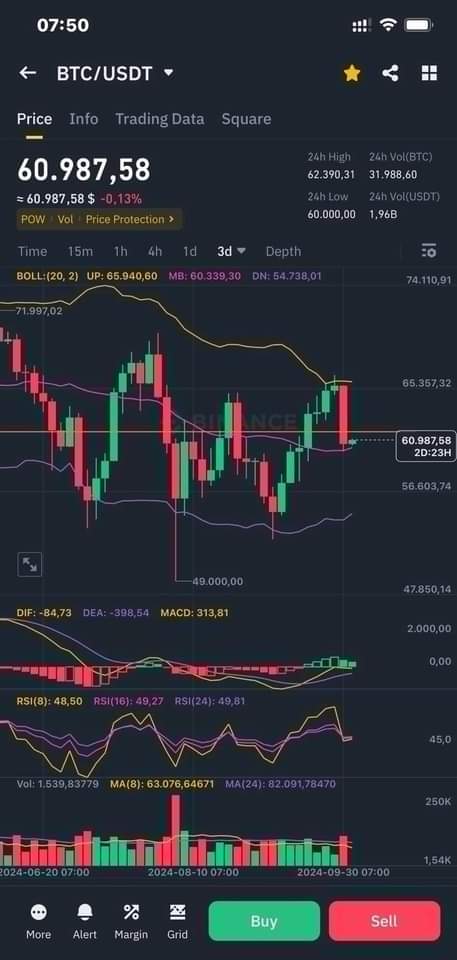 07:50
BTC/USDT
Price Info Trading Data Square
60.987,58
≈ 60.987,58 $ -0,13%
POW Vol Price Protection
24h High 24h Vol(BTC)
62.390,31 31.988,60
24h Low 24h Vol(USDT)
60.000,00 1,96B
Time 15m 1h 4h 1d 3d Depth
BOLL:(20, 2) UP: 65.940,60 MB: 60.339,30 DN: 54.738,01
74.110,91
71.997,02
65.357,32
BINANCE
60.987,58
2D:23H
56.603,74
49.000,00
47.850,14
DIF: -84,73 DEA: -398,54 MACD: 313,81
2.000,00
0,00
RSI(8): 48,50 RSI(16): 49,27 RSI(24): 49,81
45,0
Vol: 1.539,83779 MA(8): 63.076,64671 MA(24): 82.091,78470
250K
1,54K
2024-06-20 07:00 2024-08-10 07:00 2024-09-30 07:00
More Alert Margin Grid Buy Sell